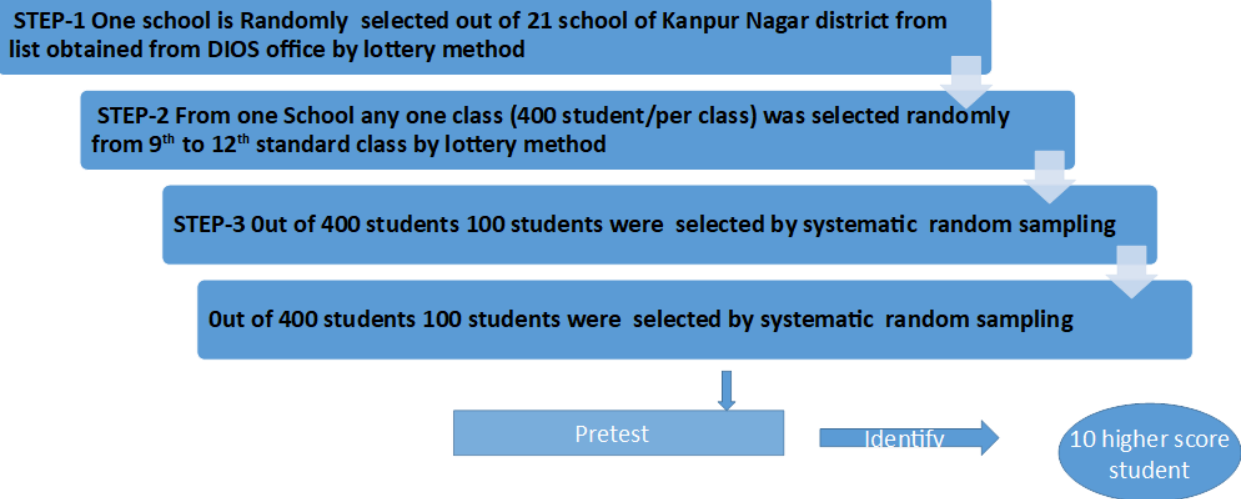 STEP-1 One school is Randomly selected out of 21 school of Kanpur Nagar district from
list obtained from DIOS office by lottery method
STEP-2 From one School any one class (400 student/per class) was selected randomly
from 9th to 12th standard class by lottery method
STEP-3 0ut of 400 students 100 students were selected by systematic random sampling
0ut of 400 students 100 students were selected by systematic random sampling
Pretest
Identify
10 higher score
student